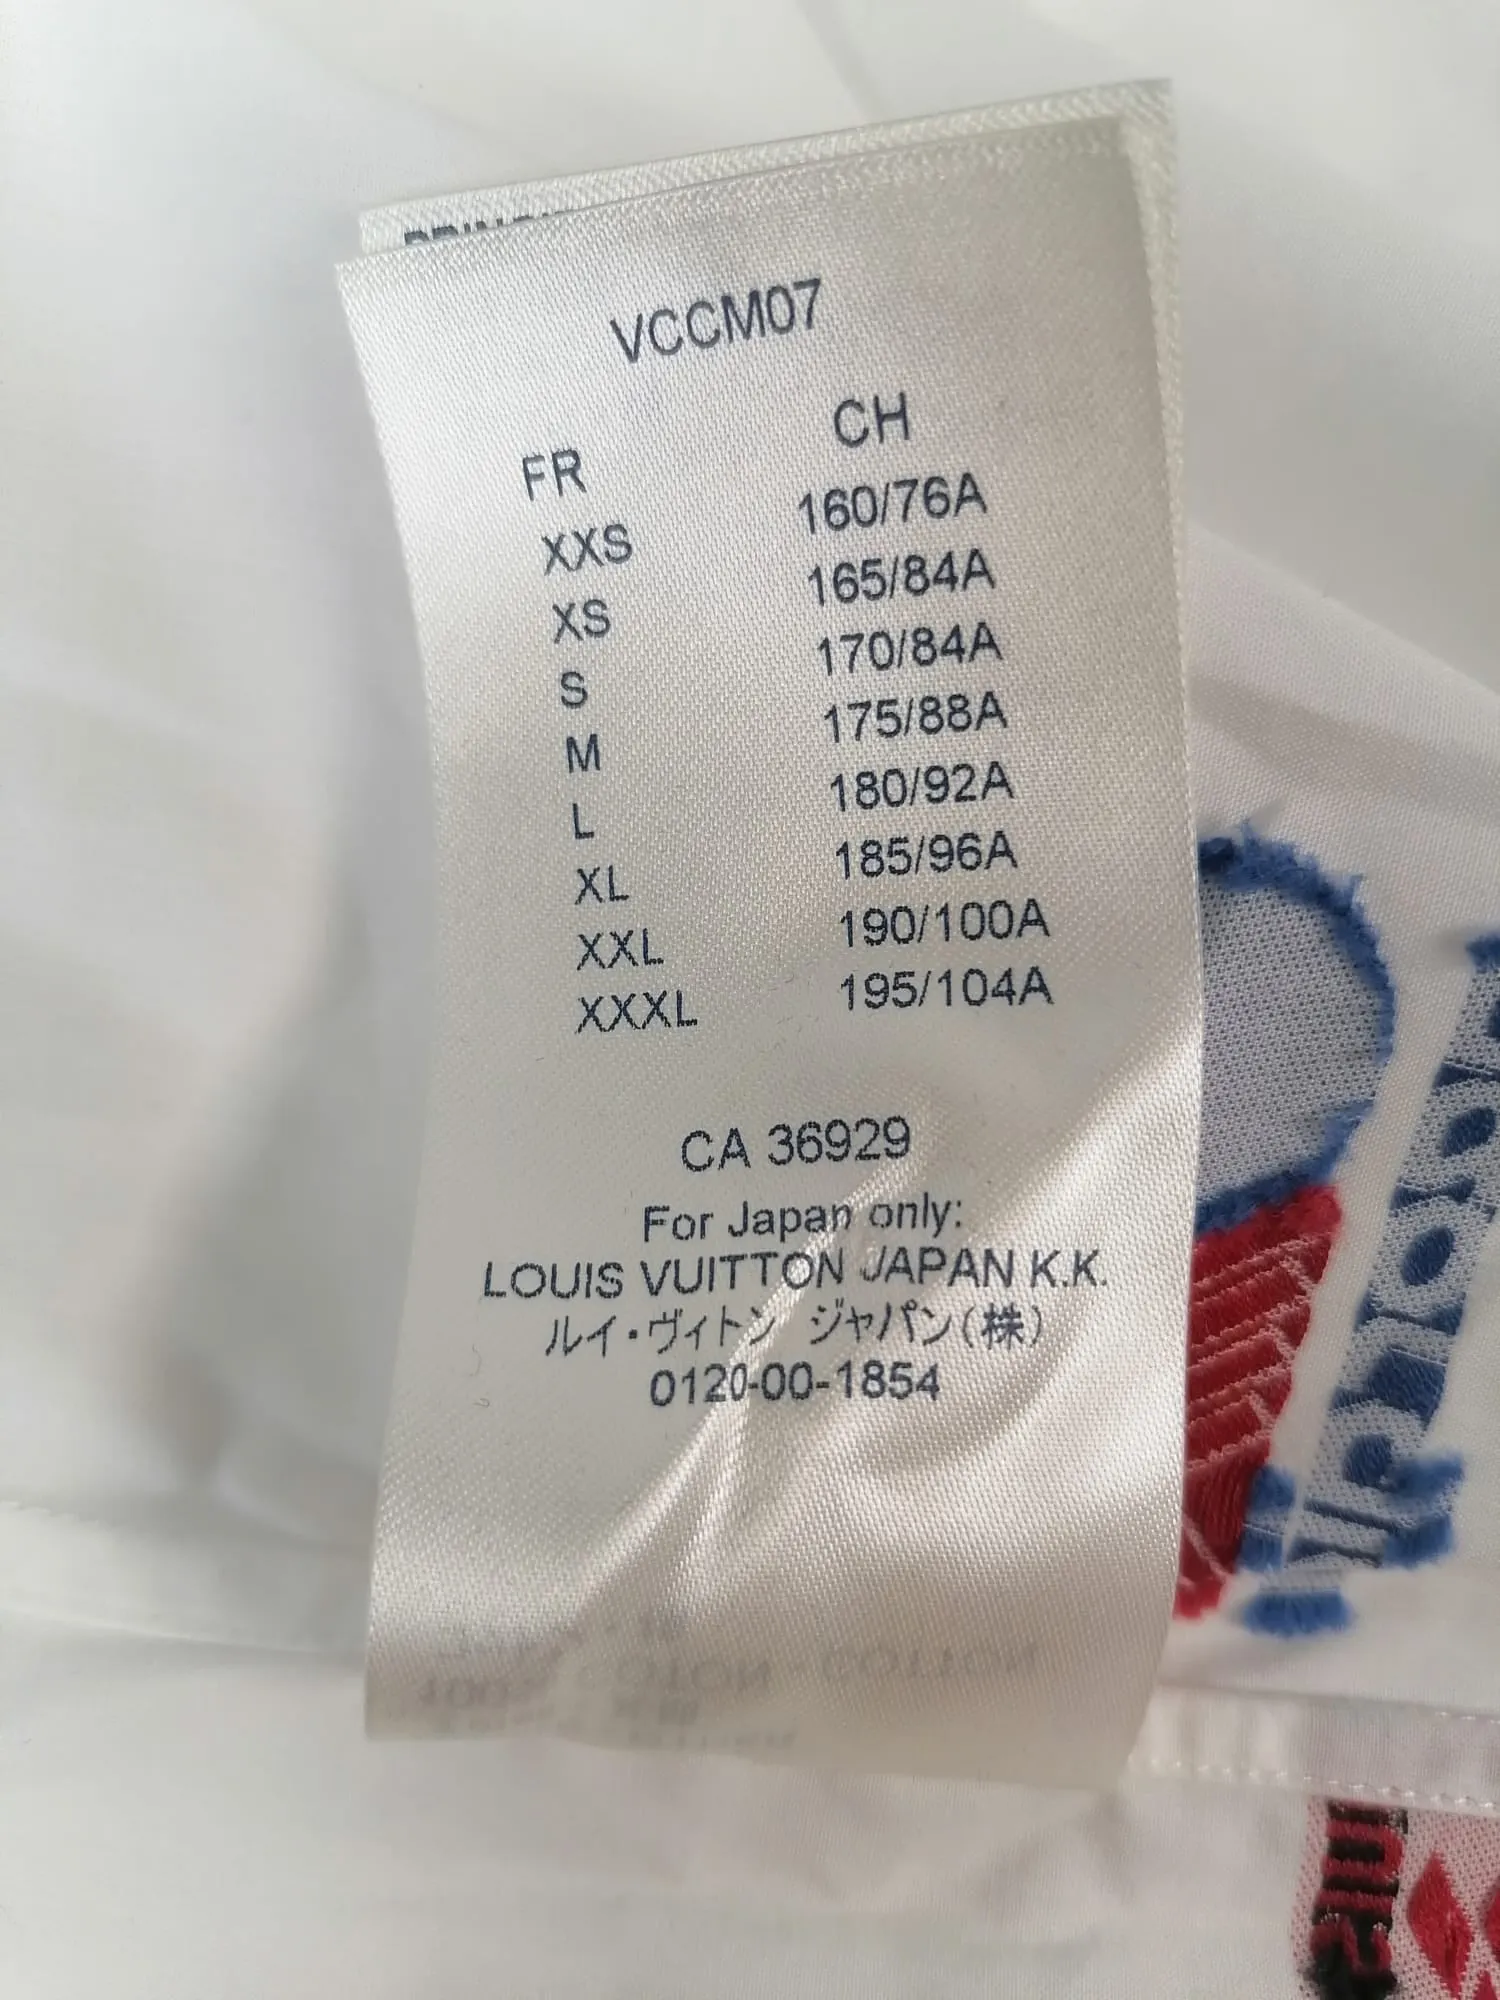 VCCM07
FR CH
XXS 160/76A
XS 165/84A
S 170/84A
M 175/88A
L 180/92A
XL 185/96A
XXL 190/100A
XXXL 195/104A
CA 36929
For Japan only:
LOUIS VUITTON JAPAN K.K.
ルイ・ヴィトン ジャパン(株)
0120-00-1854